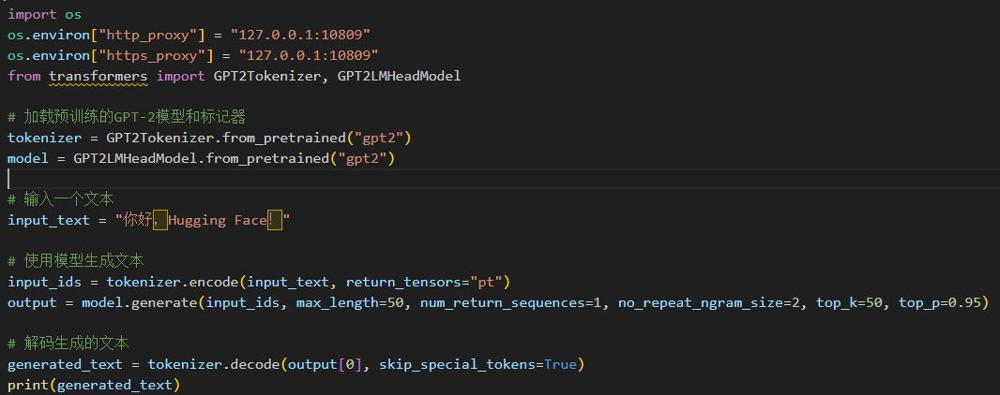 import os
os.environ["http_proxy"] = "127.0.0.1:10809"
os.environ["https_proxy"] = "127.0.0.1:10809"
from transformers import GPT2Tokenizer, GPT2LMHeadModel
# 加载预训练的GPT-2模型和标记器
tokenizer = GPT2Tokenizer.from_pretrained("gpt2")
model = GPT2LMHeadModel.from_pretrained("gpt2")
# 输入一个文本
input_text = "你好，Hugging Face！"
# 使用模型生成文本
input_ids = tokenizer.encode(input_text, return_tensors="pt")
output = model.generate(input_ids, max_length=50, num_return_sequences=1, no_repeat_ngram_size=2, top_k=50, top_p=0.95)
# 解码生成的文本
generated_text = tokenizer.decode(output[0], skip_special_tokens=True)
print(generated_text)